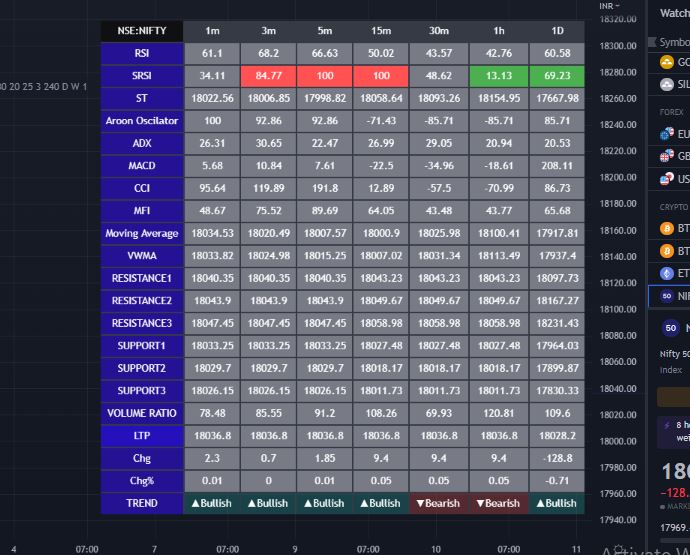 INR
Watch
NSE:NIFTY 1m 3m 5m 15m 30m 1h 1D
18320.00
RSI 61.1 68.2 66.63 50.02 43.57 42.76 60.58
18300.00
Symbo
SRSI 34.11 84.77 100 100 48.62 13.13 69.23
18280.00
GO
30 20 25 3 240 D W 1
SIL
ST 18022.56 18006.85 17998.82 18058.64 18093.26 18154.95 17667.98
18260.00
FOREX
Aroon Oscilator 100 92.86 92.86 -71.43 -85.71 -85.71 85.71
18240.00
EU
ADX 26.31 30.65 22.47 26.99 29.05 20.94 20.53
18220.00
GB
MACD 5.68 10.84 7.61 -22.5 -34.96 -18.61 208.11
18200.00
US
CCI 95.64 119.89 191.8 12.89 -57.5 -70.99 86.73
18180.00
CRYPTO
MFI 48.67 75.52 89.69 64.05 43.48 43.77 65.68
18160.00
BT
Moving Average 18034.53 18020.49 18007.57 18000.9 18025.98 18100.41 17917.81
18140.00
BT
VWMA 18033.82 18024.98 18015.25 18007.02 18031.34 18113.49 17937.4
ET
RESISTANCE1 18040.35 18040.35 18040.35 18043.23 18043.23 18043.23 18097.73
18120.00
50 NIF
RESISTANCE2 18043.9 18043.9 18043.9 18049.67 18049.67 18049.67 18167.27
18100.00
RESISTANCE3 18047.45 18047.45 18047.45 18058.98 18058.98 18058.98 18231.43
50 N
18080.00
SUPPORT1 18033.25 18033.25 18033.25 18027.48 18027.48 18027.48 17964.03
Nifty 50
18060.00
SUPPORT2 18029.7 18029.7 18029.7 18018.17 18018.17 18018.17 17899.87
Index
SUPPORT3 18026.15 18026.15 18026.15 18011.73 18011.73 18011.73 17830.33
18040.00
VOLUME RATIO 78.48 85.55 91.2 108.26 69.93 120.81 109.6
18020.00
8 h
LTP 18036.8 18036.8 18036.8 18036.8 18036.8 18036.8 18028.2
wei
18000.00
Chg 2.3 0.7 1.85 9.4 9.4 9.4 -128.8
17980.00
180
Chg% 0.01 0 0.01 0.05 0.05 0.05 -0.71
−128.
17960.00
TREND ▲Bullish ▲Bullish ▲Bullish ▲Bullish ▼Bearish ▼Bearish ▲Bullish
MARK
17940.00
17969.
4 07:00 7 07:00 9 07:00 10 07:00 11
Activate W